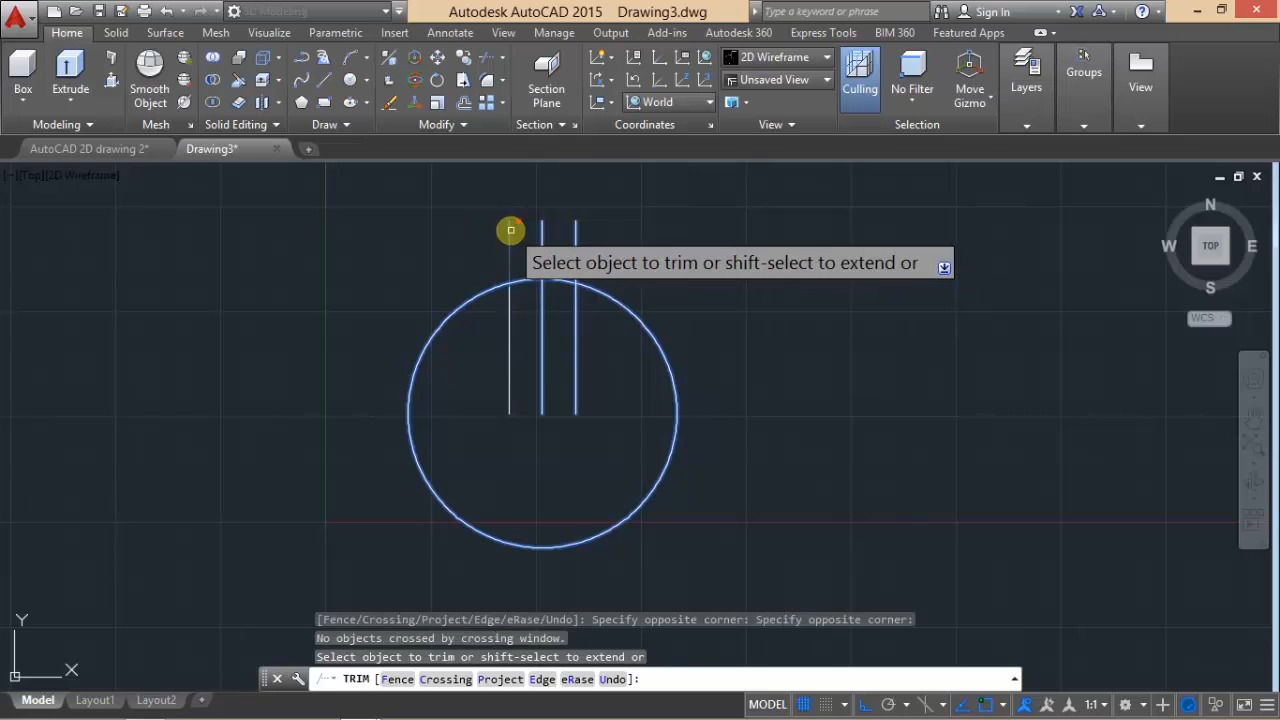 3D Modeling
Autodesk AutoCAD 2015 Drawing3.dwg
Type a keyword or phrase
Sign In
Home Solid Surface Mesh Visualize Parametric Insert Annotate View Manage Output Add-ins Autodesk 360 Express Tools BIM 360 Featured Apps
Box
Extrude
Smooth
Object
Section
Plane
World
2D Wireframe
Unsaved View
Culling
No Filter
Move
Gizmo
Layers
Groups
View
Modeling
Mesh
Solid Editing
Draw
Modify
Section
Coordinates
View
Selection
AutoCAD 2D drawing 2*
Drawing3*
[−][Top][2D Wireframe]
N
W
TOP
E
S
WCS
Select object to trim or shift-select to extend or
[Fence/Crossing/Project/Edge/eRase/Undo]: Specify opposite corner: Specify opposite corner:
No objects crossed by crossing window.
Select object to trim or shift-select to extend or
TRIM [Fence Crossing Project Edge eRase Undo]:
Y
X
Model Layout1 Layout2
MODEL
1:1